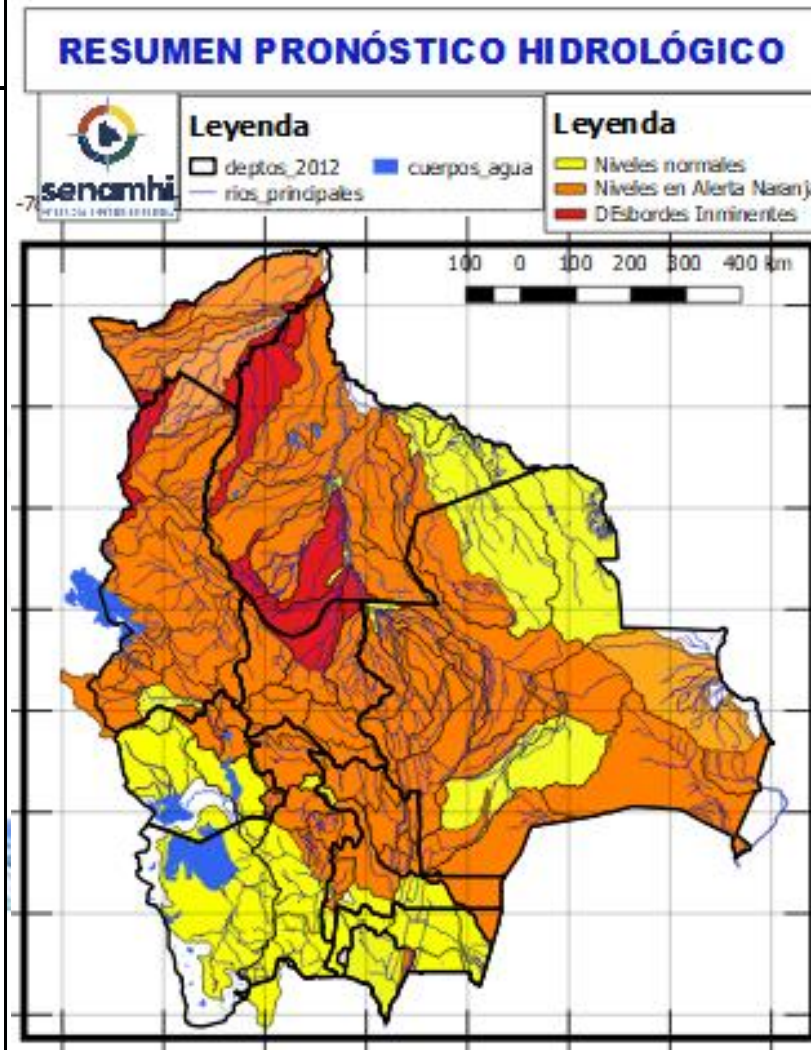 RESUMEN PRONÓSTICO HIDROLÓGICO
senamhi
Leyenda
deptos_2012
cuerpos_agua
rios_principales
Leyenda
Niveles normales
Niveles en Alerta Naranj
DEsbordes Inminentes
100 0 100 200 300 400 km